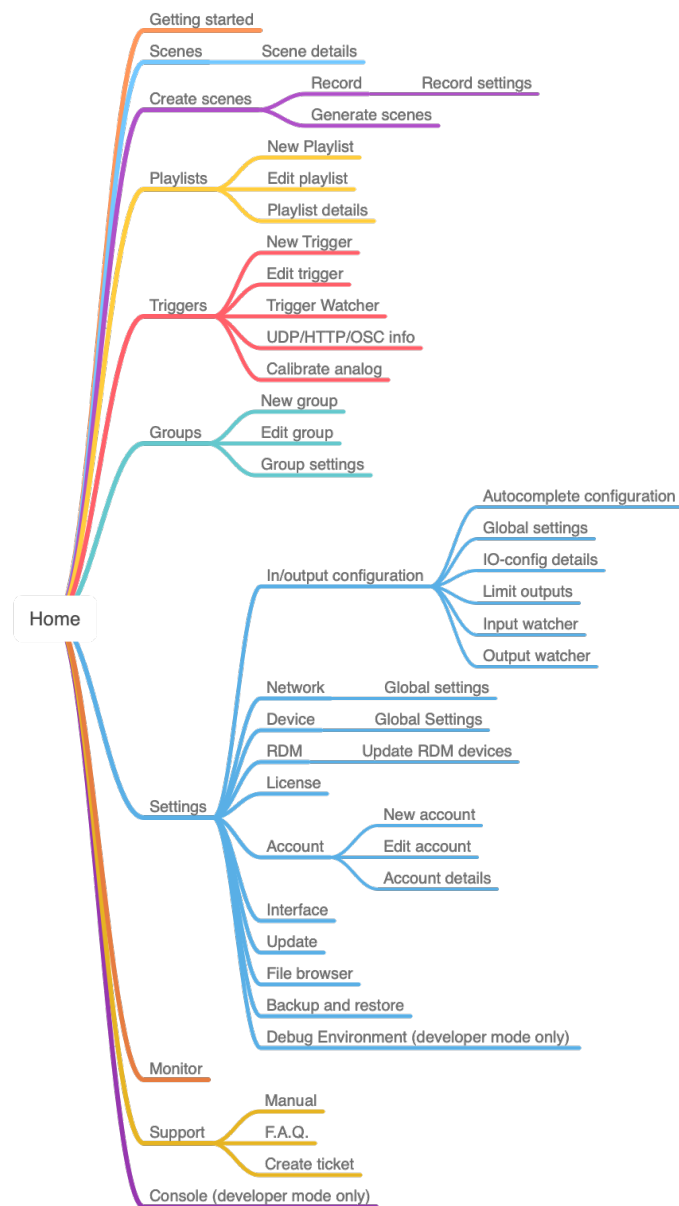 Getting started
Scenes Scene details
Create scenes
Record Record settings
Generate scenes
Playlists
New Playlist
Edit playlist
Playlist details
Triggers
New Trigger
Edit trigger
Trigger Watcher
UDP/HTTP/OSC info
Calibrate analog
Groups
New group
Edit group
Group settings
Home
Settings
In/output configuration
Autocomplete configuration
Global settings
IO-config details
Limit outputs
Input watcher
Output watcher
Network Global settings
Device Global Settings
RDM Update RDM devices
License
Account
New account
Edit account
Account details
Interface
Update
File browser
Backup and restore
Debug Environment (developer mode only)
Monitor
Support
Manual
F.A.Q.
Create ticket
Console (developer mode only)